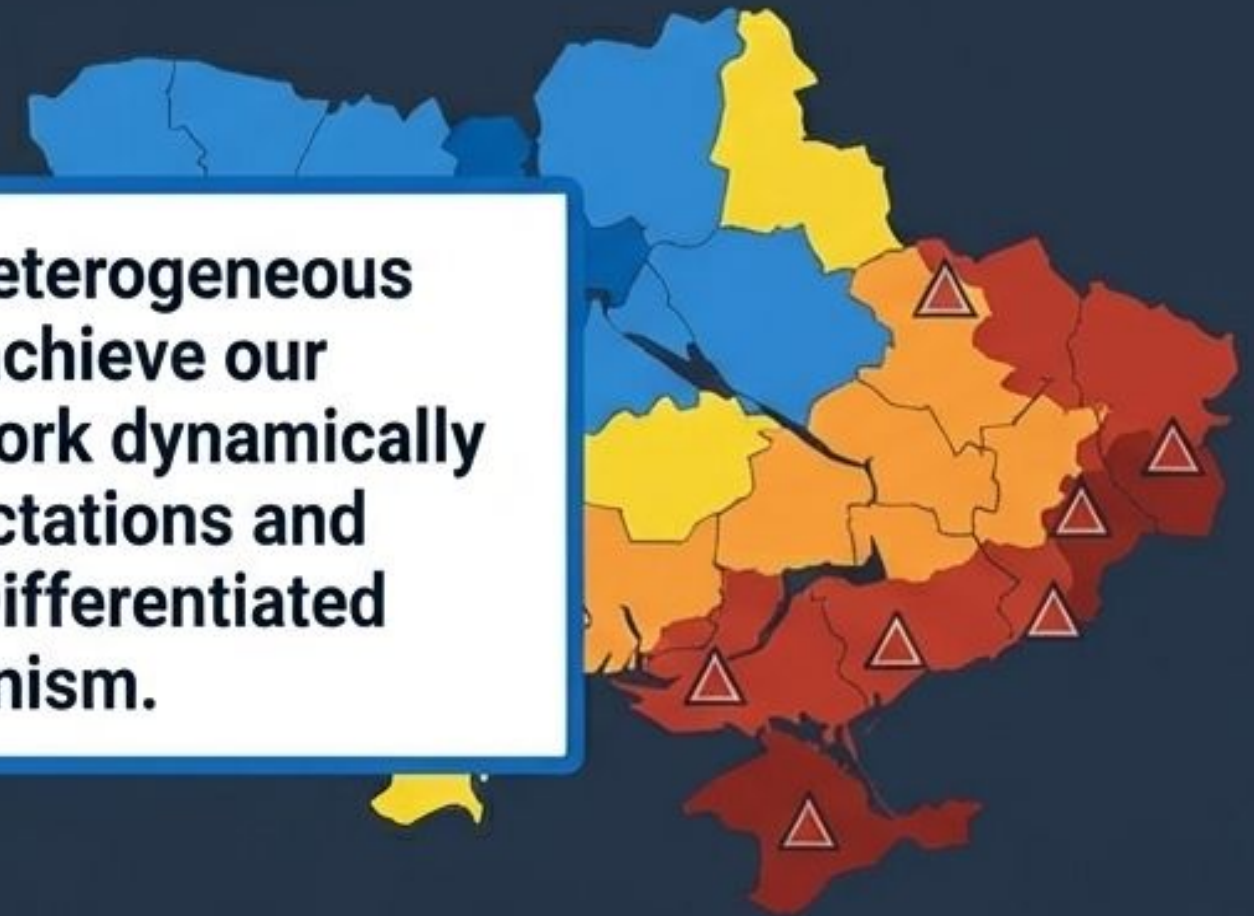 eterogeneous
chieve our
ork dynamically
ctations and
ifferentiated
nism.